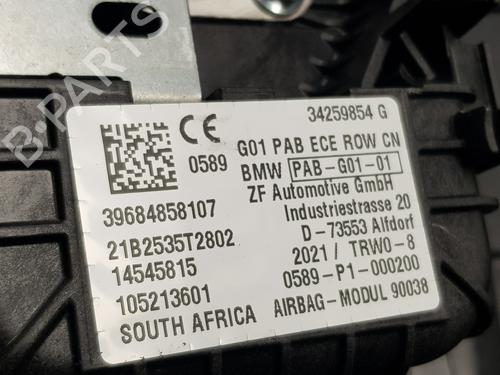 B-PARTS
34259854 G
CE
0589
G01 PAB ECE ROW CN
BMW PAB-G01-01
ZF Automotive GmbH
Industriestrasse 20
D-73553 Alfdorf
39684858107
21B2535T2802
14545815
105213601
2021/ TRW0-8
0589-P1-000200
SOUTH AFRICA
AIRBAG-MODUL 90038